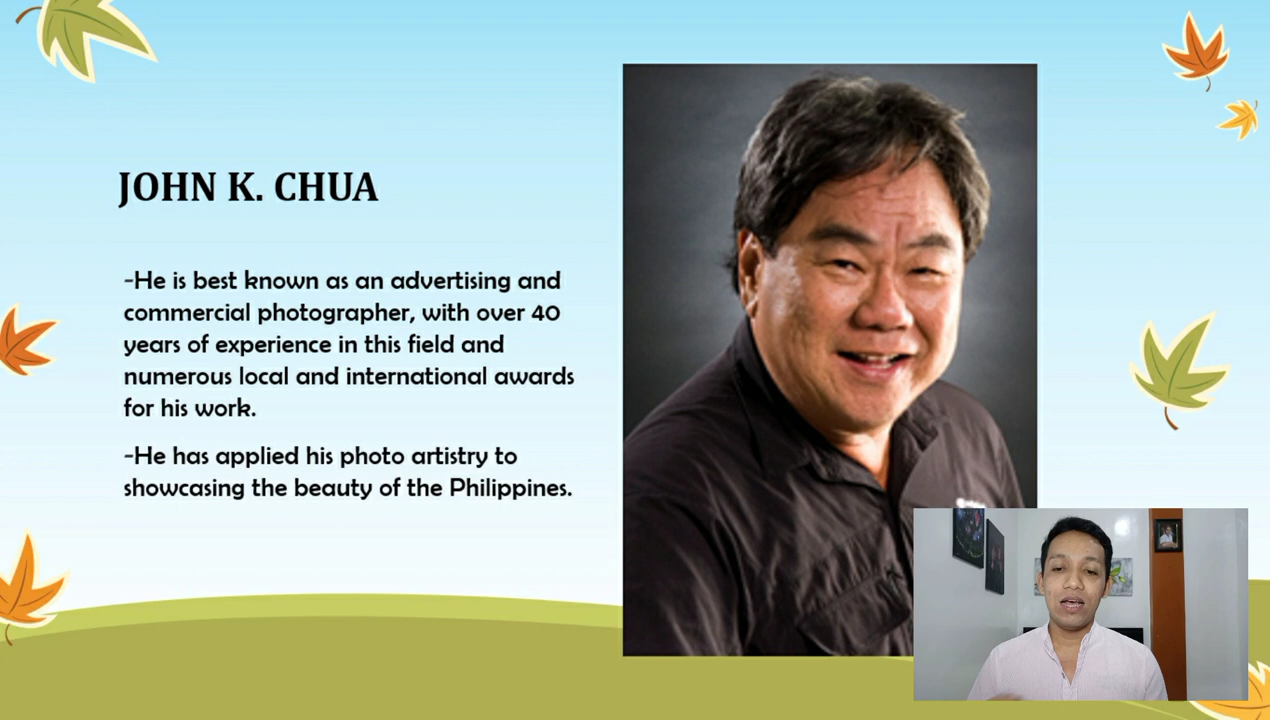 JOHN K. CHUA
-He is best known as an advertising and
commercial photographer, with over 40
years of experience in this field and
numerous local and international awards
for his work.
-He has applied his photo artistry to
showcasing the beauty of the Philippines.